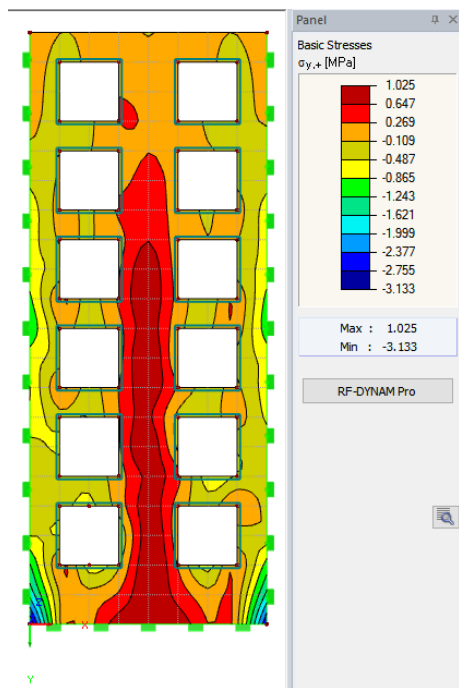 Panel
Basic Stresses
σy,+ [MPa]
1.025
0.647
0.269
-0.109
-0.487
-0.865
-1.243
-1.621
-1.999
-2.377
-2.755
-3.133
Max : 1.025
Min : -3.133
RF-DYNAM Pro
X
Y